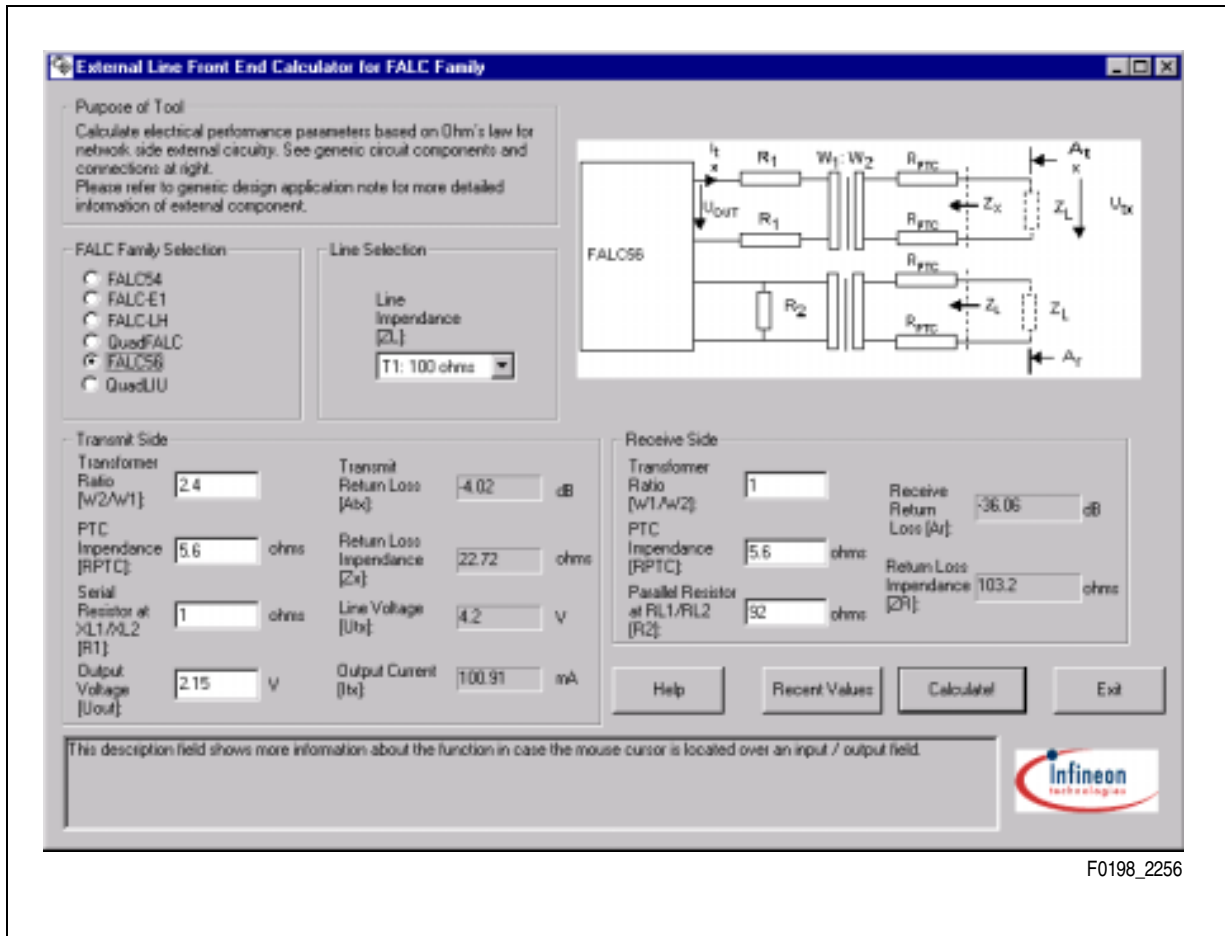 External Line Front End Calculator for FALC Family
Purpose of Tool
Calculate electrical performance parameters based on Ohm's law for
network side external circuitry. See generic circuit components and
connections at right.
Please refer to generic design application note for more detailed
information of external component.
I t
x
R1
W1 : W2
RPTC
A t
x
UOUT
ZX
ZL
Utx
R1
RPTC
FALC56
RPTC
R2
ZL
ZL
RPTC
Ar
FALC Family Selection
FALC54
FALC-E1
FALC-LH
QuadFALC
FALC56
QuadLIU
Line Selection
Line
Impendance
[ZL]:
T1: 100 ohms
Transmit Side
Transformer
Ratio
[W2/W1]:
2.4
PTC
Impendance
[RPTC]:
5.6 ohms
Serial
Resistor at
XL1/XL2
[R1]:
1 ohms
Output
Voltage
[Uout]:
2.15 V
Transmit
Return Loss
[Atx]:
-4.02 dB
Return Loss
Impendance
[Zx]:
22.72 ohms
Line Voltage
[Utx]:
4.2 V
Output Current
[Itx]:
100.91 mA
Receive Side
Transformer
Ratio
[W1/W2]:
1
PTC
Impendance
[RPTC]:
5.6 ohms
Parallel Resistor
at RL1/RL2
[R2]:
92 ohms
Receive
Return
Loss [Ar]:
-36.06 dB
Return Loss
Impendance
[ZR]:
103.2 ohms
Help
Recent Values
Calculate!
Exit
This description field shows more information about the function in case the mouse cursor is located over an input / output field.
Infineon
technologies
F0198_2256